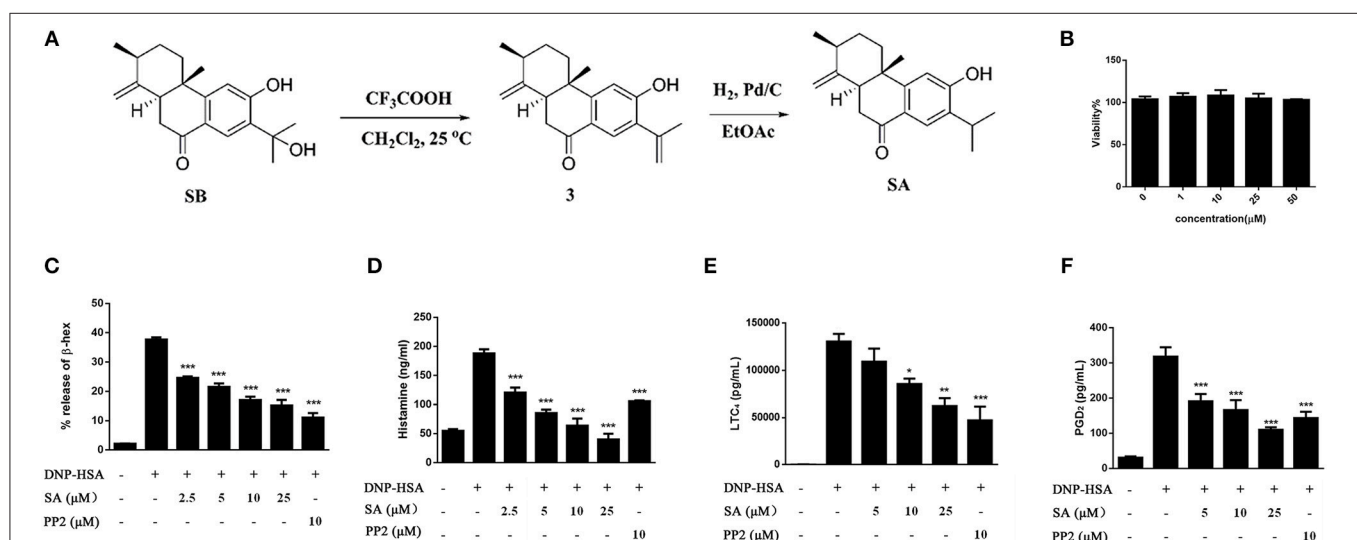 A
SB
CF₃COOH
CH₂Cl₂, 25 °C
3
H₂, Pd/C
EtOAc
SA
OH
O
OH
OH
O
OH
O
H
H
H
B
Viability%
150
100
50
0
0 1 10 25 50
concentration(μM)
C
% release of β-hex
50
40
30
20
10
0
*** *** *** *** ***
DNP-HSA - + + + + + +
SA (μM) - - 2.5 5 10 25 -
PP2 (μM) - - - - - - 10
D
Histamine (ng/ml)
250
200
150
100
50
0
*** *** *** *** ***
DNP-HSA - + + + + + +
SA (μM) - - 2.5 5 10 25 -
PP2 (μM) - - - - - - 10
E
LTC₄ (pg/mL)
150000
100000
50000
0
* ** ***
DNP-HSA - + + + + +
SA (μM) - - 5 10 25 -
PP2 (μM) - - - - - 10
F
PGD₂ (pg/mL)
400
300
200
100
0
*** *** *** ***
DNP-HSA - + + + + +
SA (μM) - - 5 10 25 -
PP2 (μM) - - - - - 10